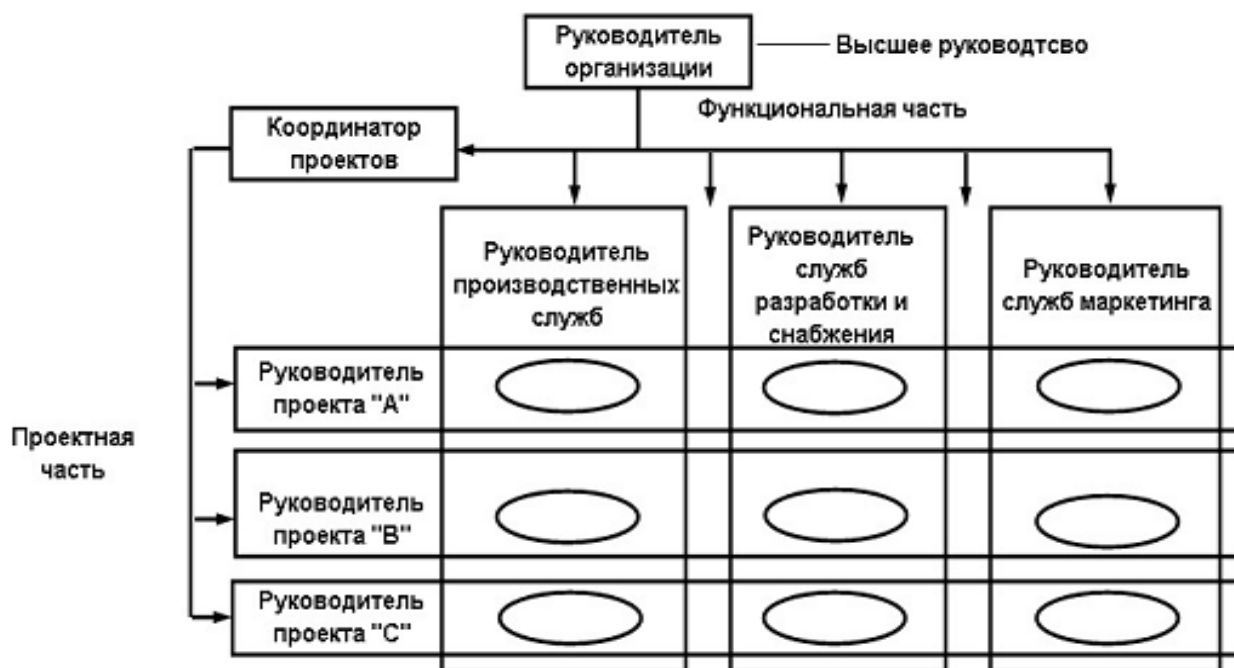 Руководитель
организации
Высшее руководтсво
Функциональная часть
Координатор
проектов
Руководитель
производственных
служб
Руководитель
служб
разработки и
снабжения
Руководитель
служб маркетинга
Руководитель
проекта "А"
Проектная
часть
Руководитель
проекта "В"
Руководитель
проекта "С"